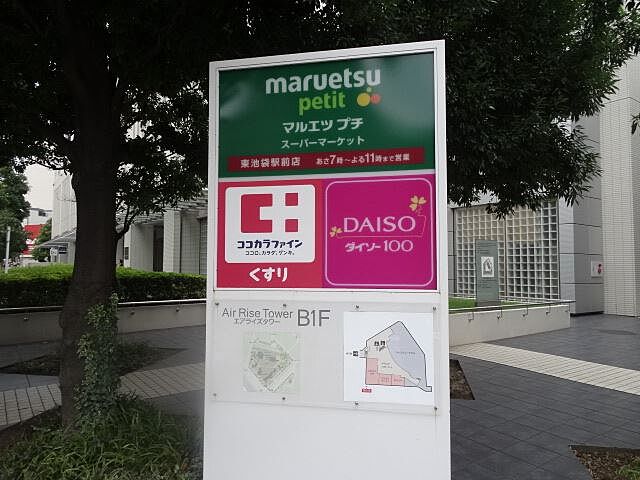 maruetsu
petit
マルエツ プチ
スーパーマーケット
東池袋駅前店 あさ7時~よる11時まで営業
ココカラファイン
ココロ、カラダ、ゲンキ。
くすり
DAISO
ダイソー100
Air Rise Tower B1F
エアライズタワー